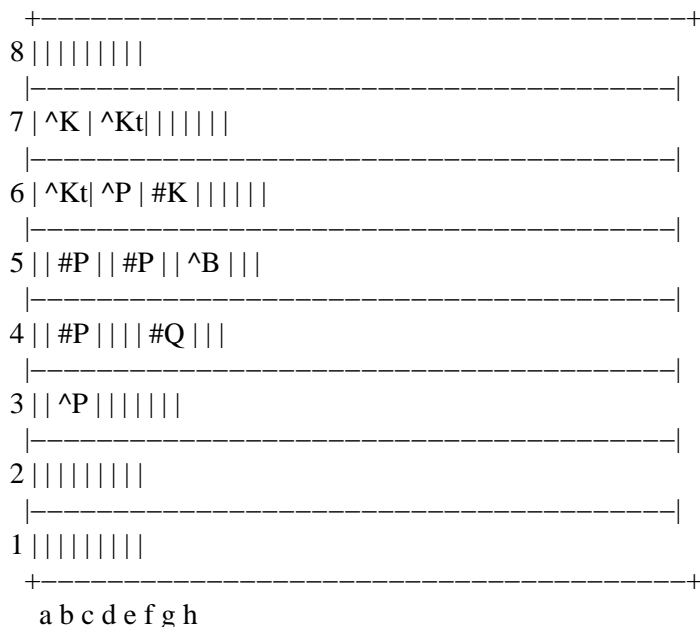 +−−−−−−−−−−−−−−−−−−−−−−−−−−−−−−−−−−−−−−−+
8 | | | | | | | | |
|−−−−−−−−−−−−−−−−−−−−−−−−−−−−−−−−−−−−−−−|
7 | ^K | ^Kt| | | | | | |
|−−−−−−−−−−−−−−−−−−−−−−−−−−−−−−−−−−−−−−−|
6 | ^Kt| ^P | #K | | | | | |
|−−−−−−−−−−−−−−−−−−−−−−−−−−−−−−−−−−−−−−−|
5 | | #P | | #P | | ^B | | |
|−−−−−−−−−−−−−−−−−−−−−−−−−−−−−−−−−−−−−−−|
4 | | #P | | | | #Q | | |
|−−−−−−−−−−−−−−−−−−−−−−−−−−−−−−−−−−−−−−−|
3 | | ^P | | | | | | |
|−−−−−−−−−−−−−−−−−−−−−−−−−−−−−−−−−−−−−−−|
2 | | | | | | | | |
|−−−−−−−−−−−−−−−−−−−−−−−−−−−−−−−−−−−−−−−|
1 | | | | | | | | |
+−−−−−−−−−−−−−−−−−−−−−−−−−−−−−−−−−−−−−−−+
a b c d e f g h